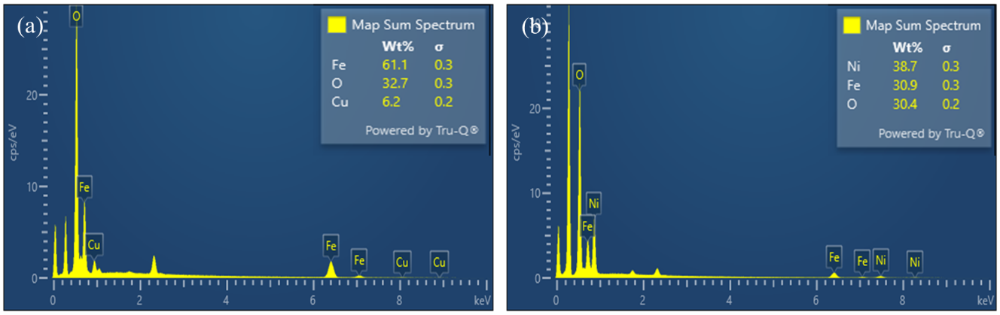 (a)
Map Sum Spectrum
Wt% σ
Fe 61.1 0.3
O 32.7 0.3
Cu 6.2 0.2
Powered by Tru-Q®
O
Fe
Cu
Fe
Fe
Cu
Cu
20
10
0
cps/eV
0 2 4 6 8 keV
(b)
30
Map Sum Spectrum
Wt% σ
Ni 38.7 0.3
Fe 30.9 0.3
O 30.4 0.2
Powered by Tru-Q®
O
Ni
Fe
Fe
Fe
Ni
Ni
20
10
0
cps/eV
0 2 4 6 8 keV